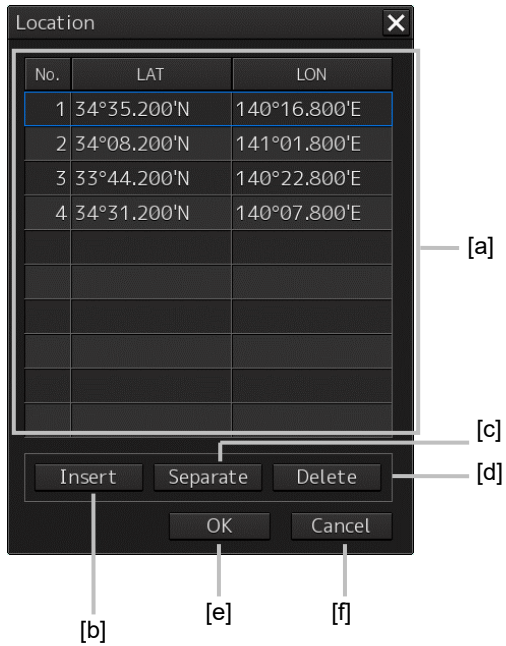 Location
No. LAT LON
1 34°35.200'N 140°16.800'E
2 34°08.200'N 141°01.800'E
3 33°44.200'N 140°22.800'E
4 34°31.200'N 140°07.800'E
[a]
[c]
Insert Separate Delete [d]
OK Cancel
[b] [e] [f]